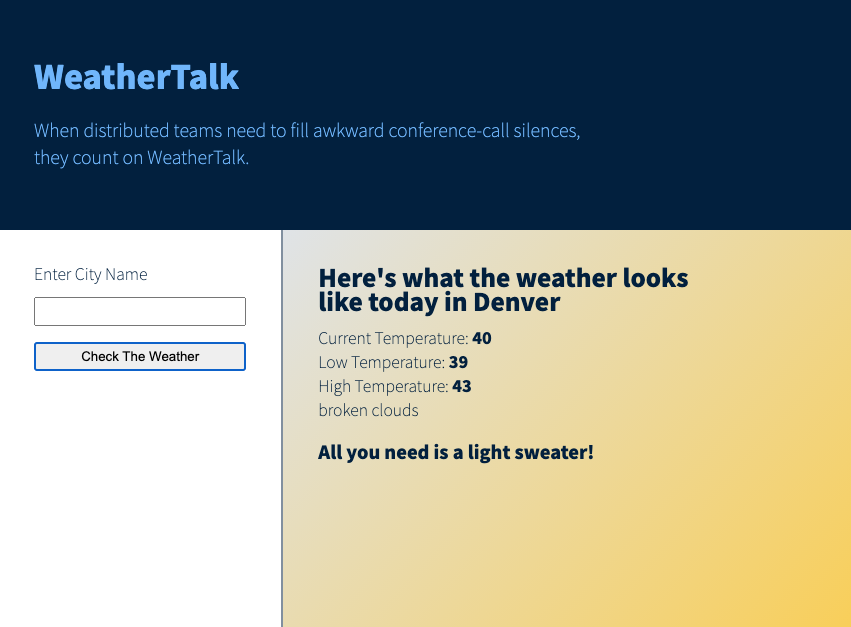 WeatherTalk
When distributed teams need to fill awkward conference-call silences,
they count on WeatherTalk.
Enter City Name
Check The Weather
Here's what the weather looks
like today in Denver
Current Temperature: 40
Low Temperature: 39
High Temperature: 43
broken clouds
All you need is a light sweater!